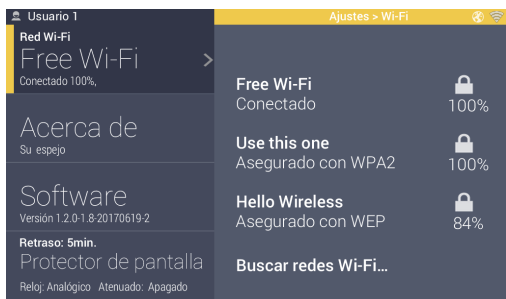 Usuario 1
Ajustes > Wi-Fi
Red Wi-Fi
Free Wi-Fi >
Conectado 100%,
Acerca de
Su espejo
Software
Versión 1.2.0-1.8-20170619-2
Retraso: 5min.
Protector de pantalla
Reloj: Analógico Atenuado: Apagado
Free Wi-Fi
Conectado 100%
Use this one
Asegurado con WPA2 100%
Hello Wireless
Asegurado con WEP 84%
Buscar redes Wi-Fi...